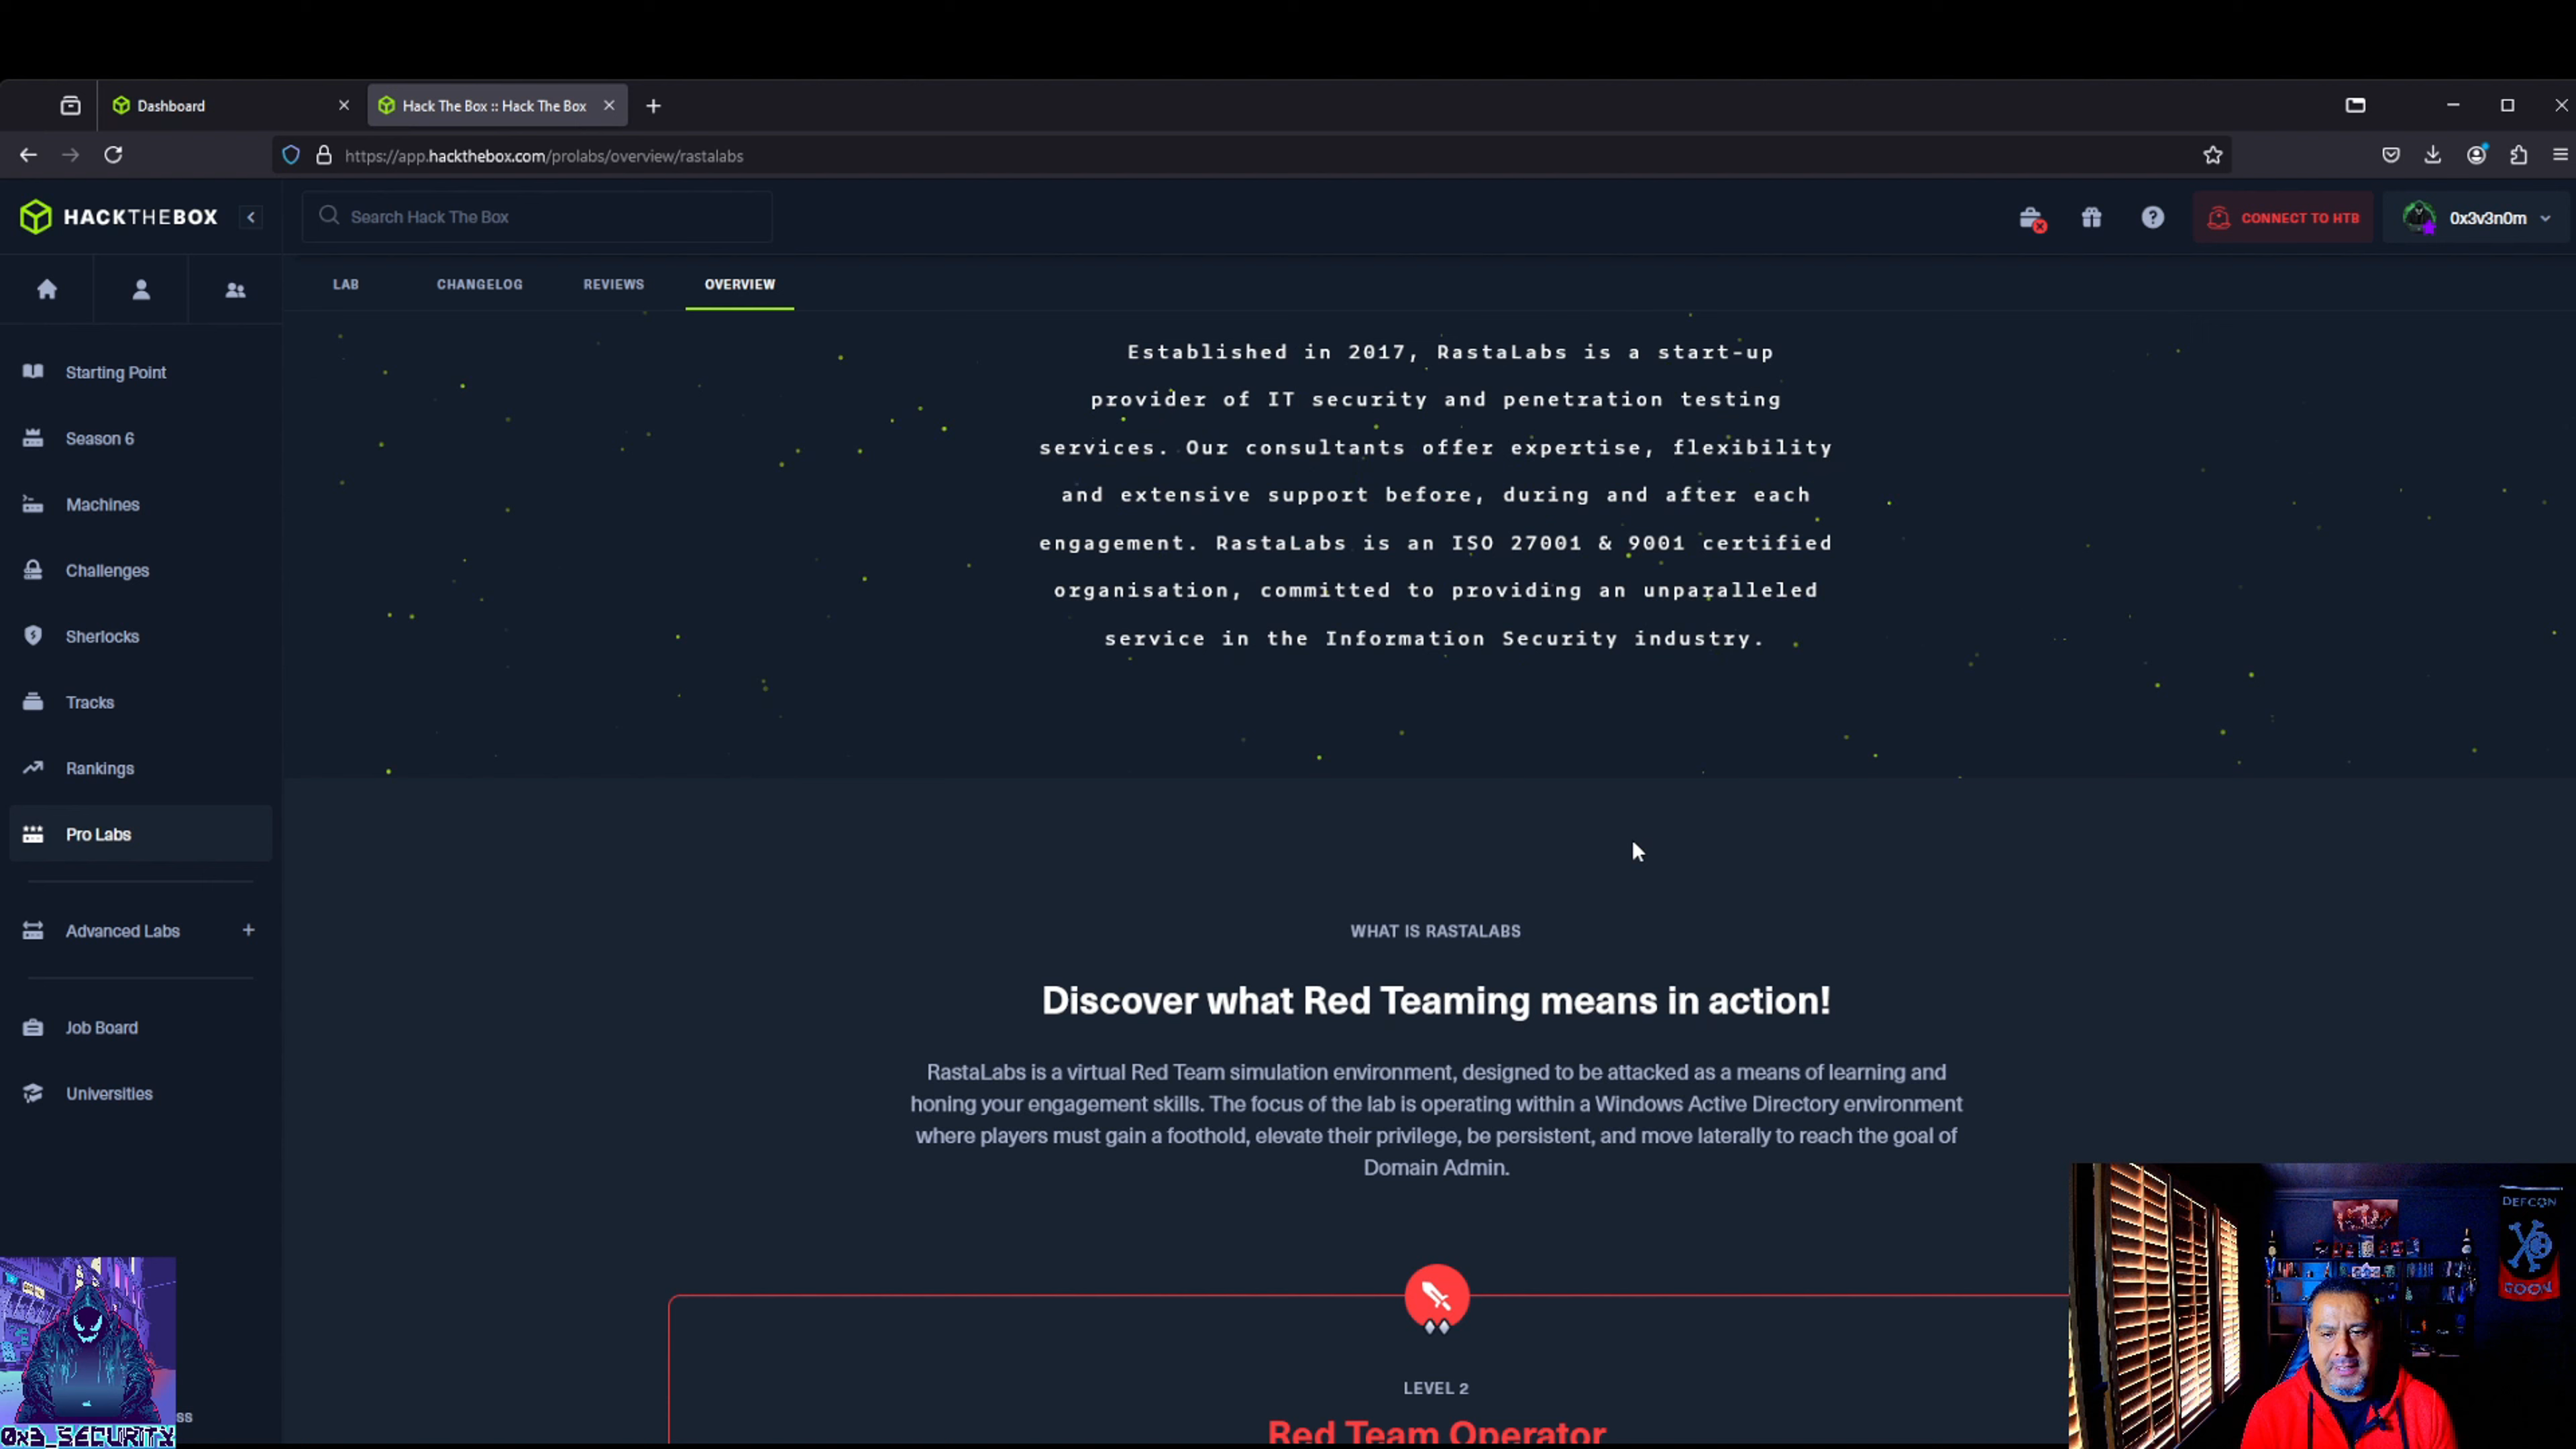 Dashboard
Hack The Box :: Hack The Box
https://app.hackthebox.com/prolabs/overview/rastalabs
HACKTHEBOX
Search Hack The Box
CONNECT TO HTB
0x3v3n0m
LAB
CHANGELOG
REVIEWS
OVERVIEW
Starting Point
Season 6
Machines
Challenges
Sherlocks
Tracks
Rankings
Pro Labs
Advanced Labs
Job Board
Universities
Established in 2017, RastaLabs is a start-up
provider of IT security and penetration testing
services. Our consultants offer expertise, flexibility
and extensive support before, during and after each
engagement. RastaLabs is an ISO 27001 & 9001 certified
organisation, committed to providing an unparalleled
service in the Information Security industry.
WHAT IS RASTALABS
Discover what Red Teaming means in action!
RastaLabs is a virtual Red Team simulation environment, designed to be attacked as a means of learning and
honing your engagement skills. The focus of the lab is operating within a Windows Active Directory environment
where players must gain a foothold, elevate their privilege, be persistent, and move laterally to reach the goal of
Domain Admin.
LEVEL 2
Red Team Operator
ss
0x3_SECURITY
DEFCON
GOON